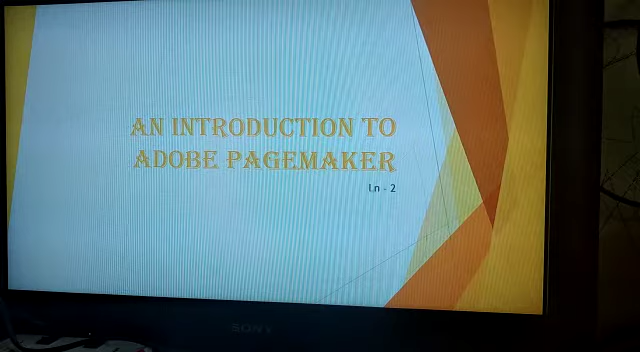 AN INTRODUCTION TO
ADOBE PAGEMAKER
Ln - 2
SONY